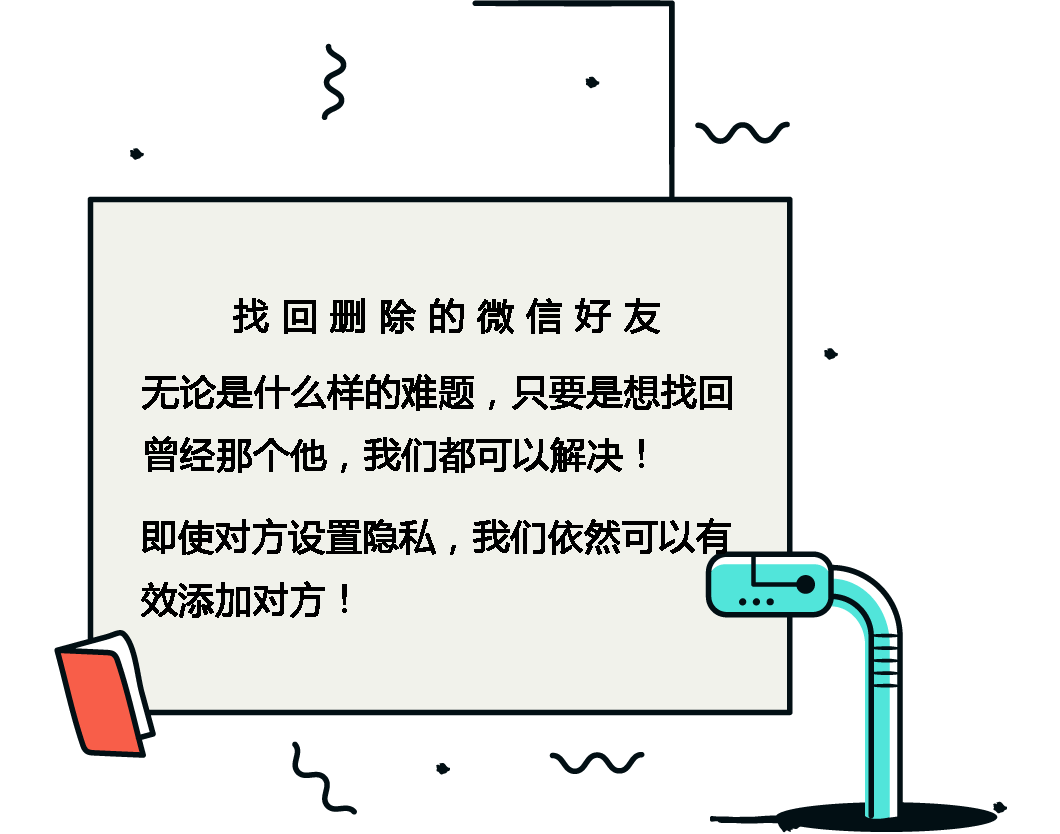 找回删除的微信好友
无论是什么样的难题，只要是想找回
曾经那个他，我们都可以解决！
即使对方设置隐私，我们依然可以有
效添加对方！